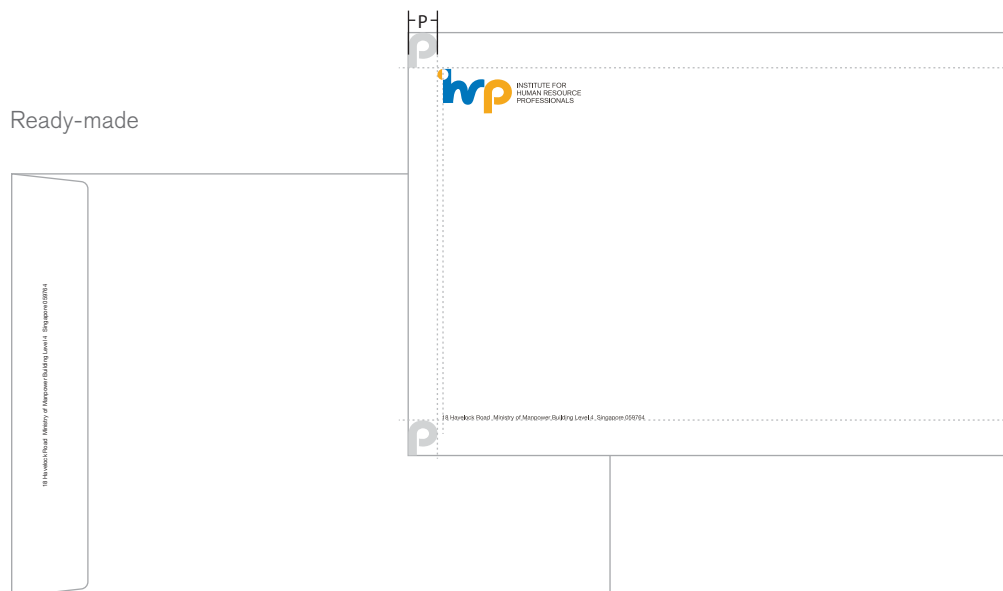 P
ihrp
INSTITUTE FOR
HUMAN RESOURCE
PROFESSIONALS
Ready-made
18 Havelock Road Ministry of Manpower Building Level 4 Singapore 059764
18 Havelock Road Ministry of Manpower Building Level 4 Singapore 059764